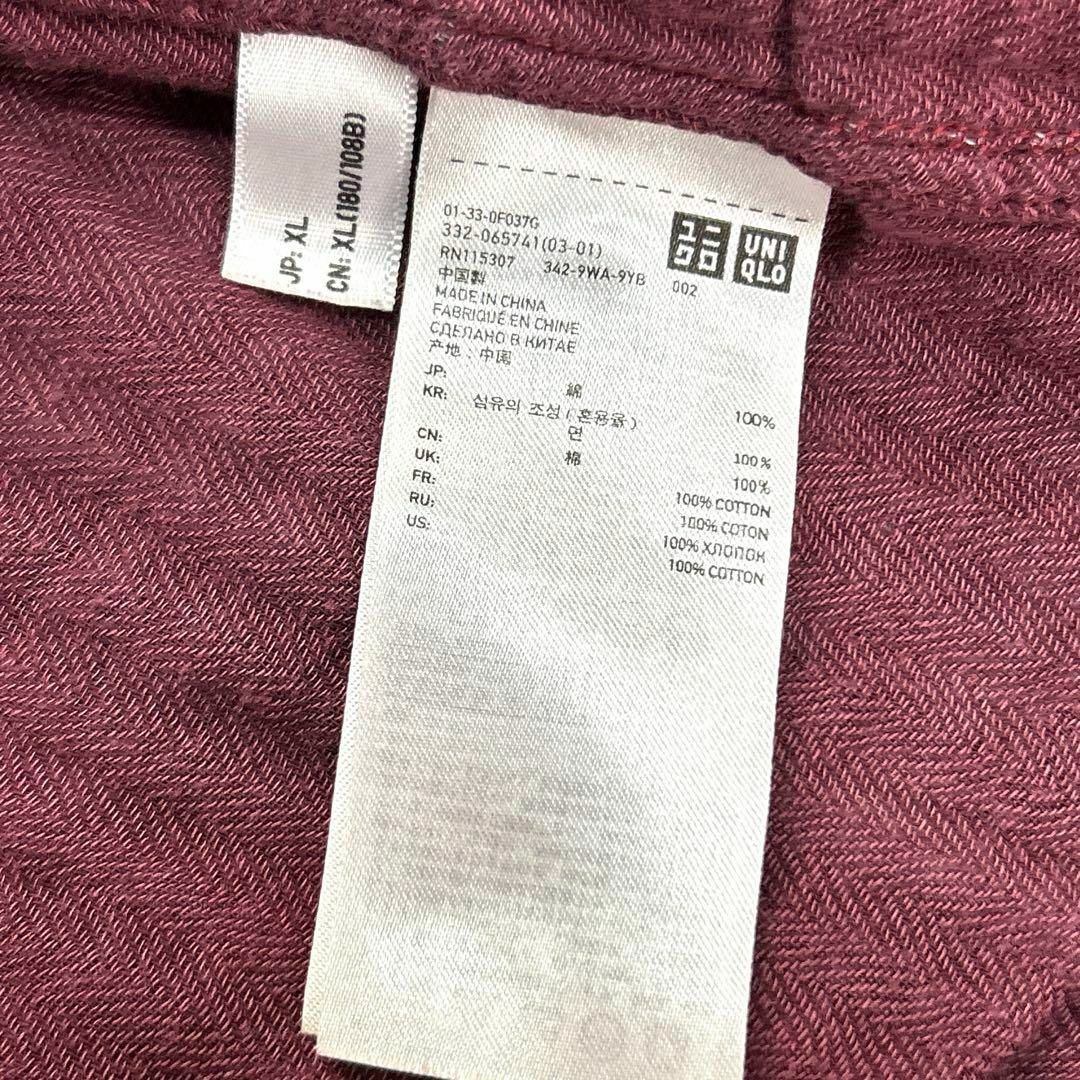 JP: XL
CN: XL(180/108B)
01-33-0F037G
332-065741(03-01)
RN115307 342-9WA-9YB
002
ユニ
クロ
UNI
QLO
中国製
MADE IN CHINA
FABRIQUÉ EN CHINE
СДЕЛАНО В КИТАЕ
产地：中国
JP: 綿 100%
KR: 섬유의 조성 ( 혼용율 )
면 100%
CN: 棉 100%
UK: 100% COTTON
FR: 100% COTON
RU: 100% ХЛОПОК
US: 100% COTTON